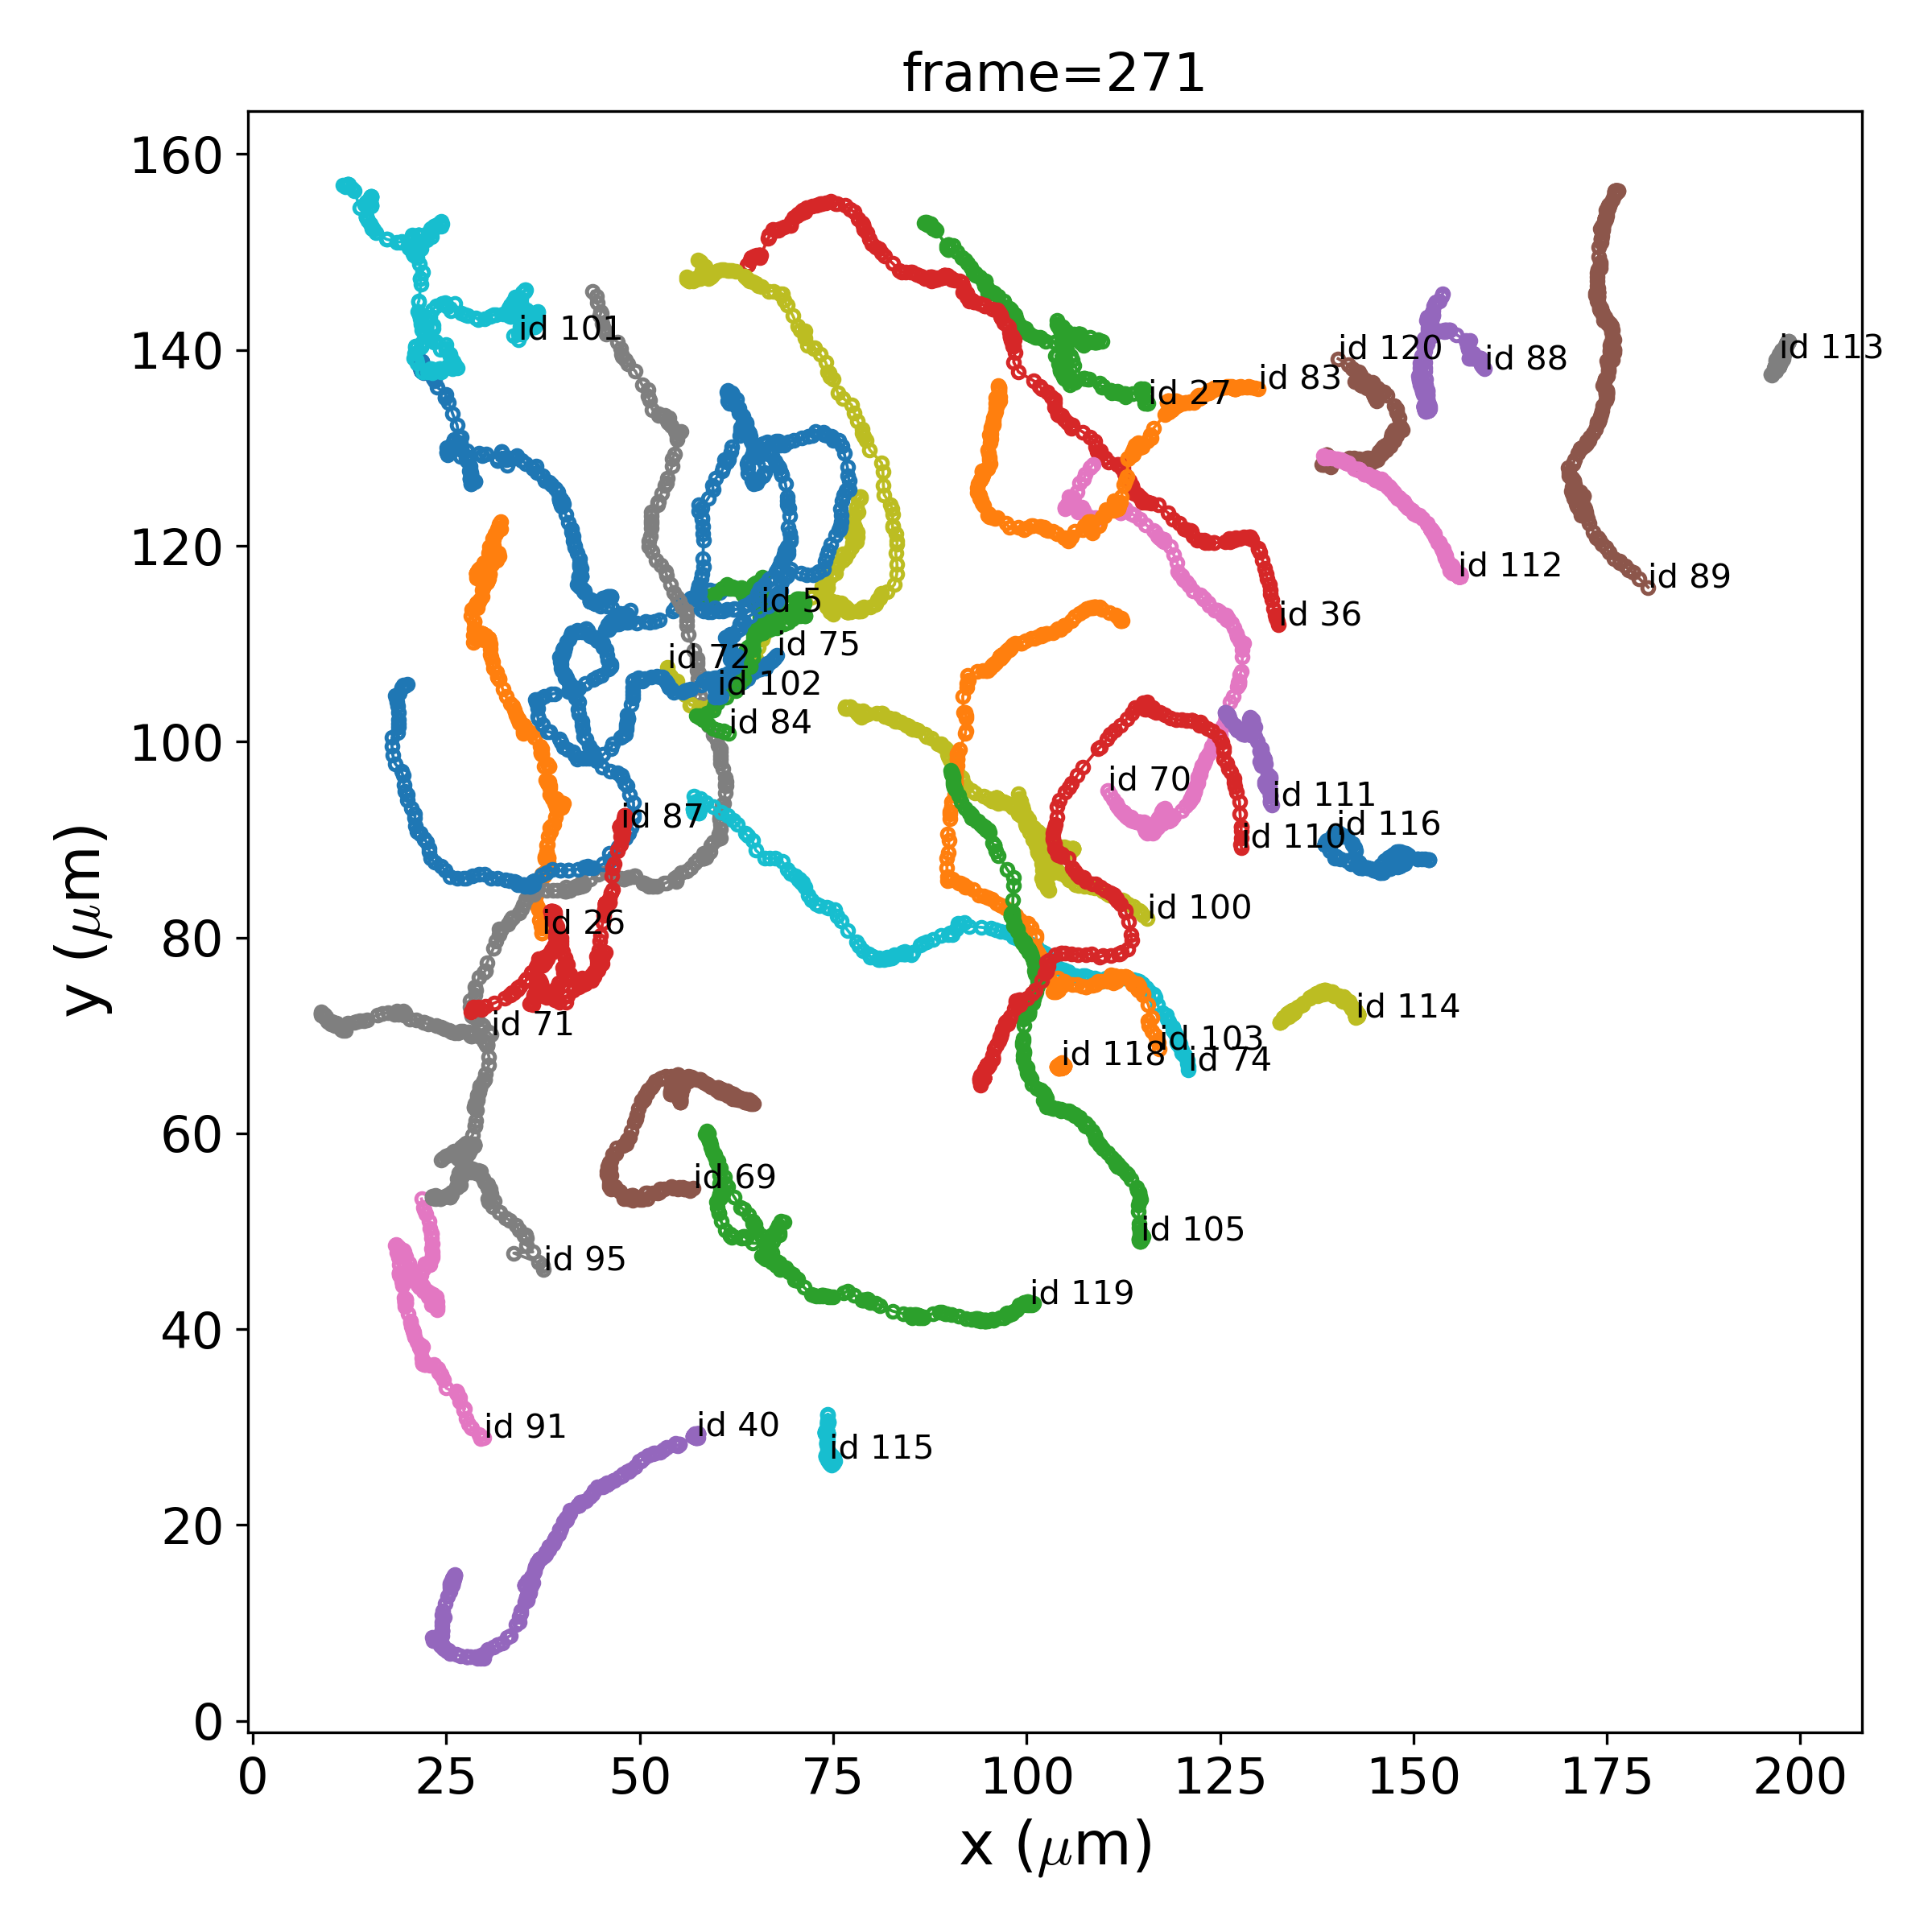 frame=271
160
140
120
100
80
60
40
20
0
y (μm)
id 101
id 120
id 88
id 113
id 83
id 27
id 112
id 89
id 5
id 36
id 75
id 72
id 102
id 84
id 70
id 111
id 87
id 110
id 116
id 26
id 100
id 71
id 103
id 118
id 74
id 114
id 69
id 95
id 105
id 119
id 91
id 40
id 115
0 25 50 75 100 125 150 175 200
x (μm)